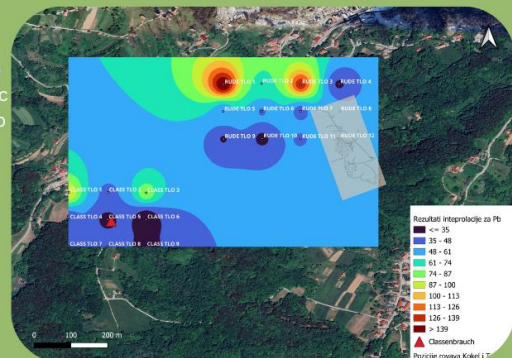 c
RUDE TLO 1 RUDE TLO 2 RUDE TLO 3 RUDE TLO 4
RUDE TLO 5 RUDE TLO 6 RUDE TLO 7 RUDE TLO 8
RUDE TLO 9 RUDE TLO 10 RUDE TLO 11 RUDE TLO 12
CLASS TLO 1 CLASS TLO 2 CLASS TLO 3
CLASS TLO 4 CLASS TLO 5 CLASS TLO 6
CLASS TLO 7 CLASS TLO 8 CLASS TLO 9
Rezultati inteprolacije za Pb
<= 35
35 - 48
48 - 61
61 - 74
74 - 87
87 - 100
100 - 113
113 - 126
126 - 139
> 139
Classenbrauch
Pozicije rovava Kokel i T
0 100 200 m